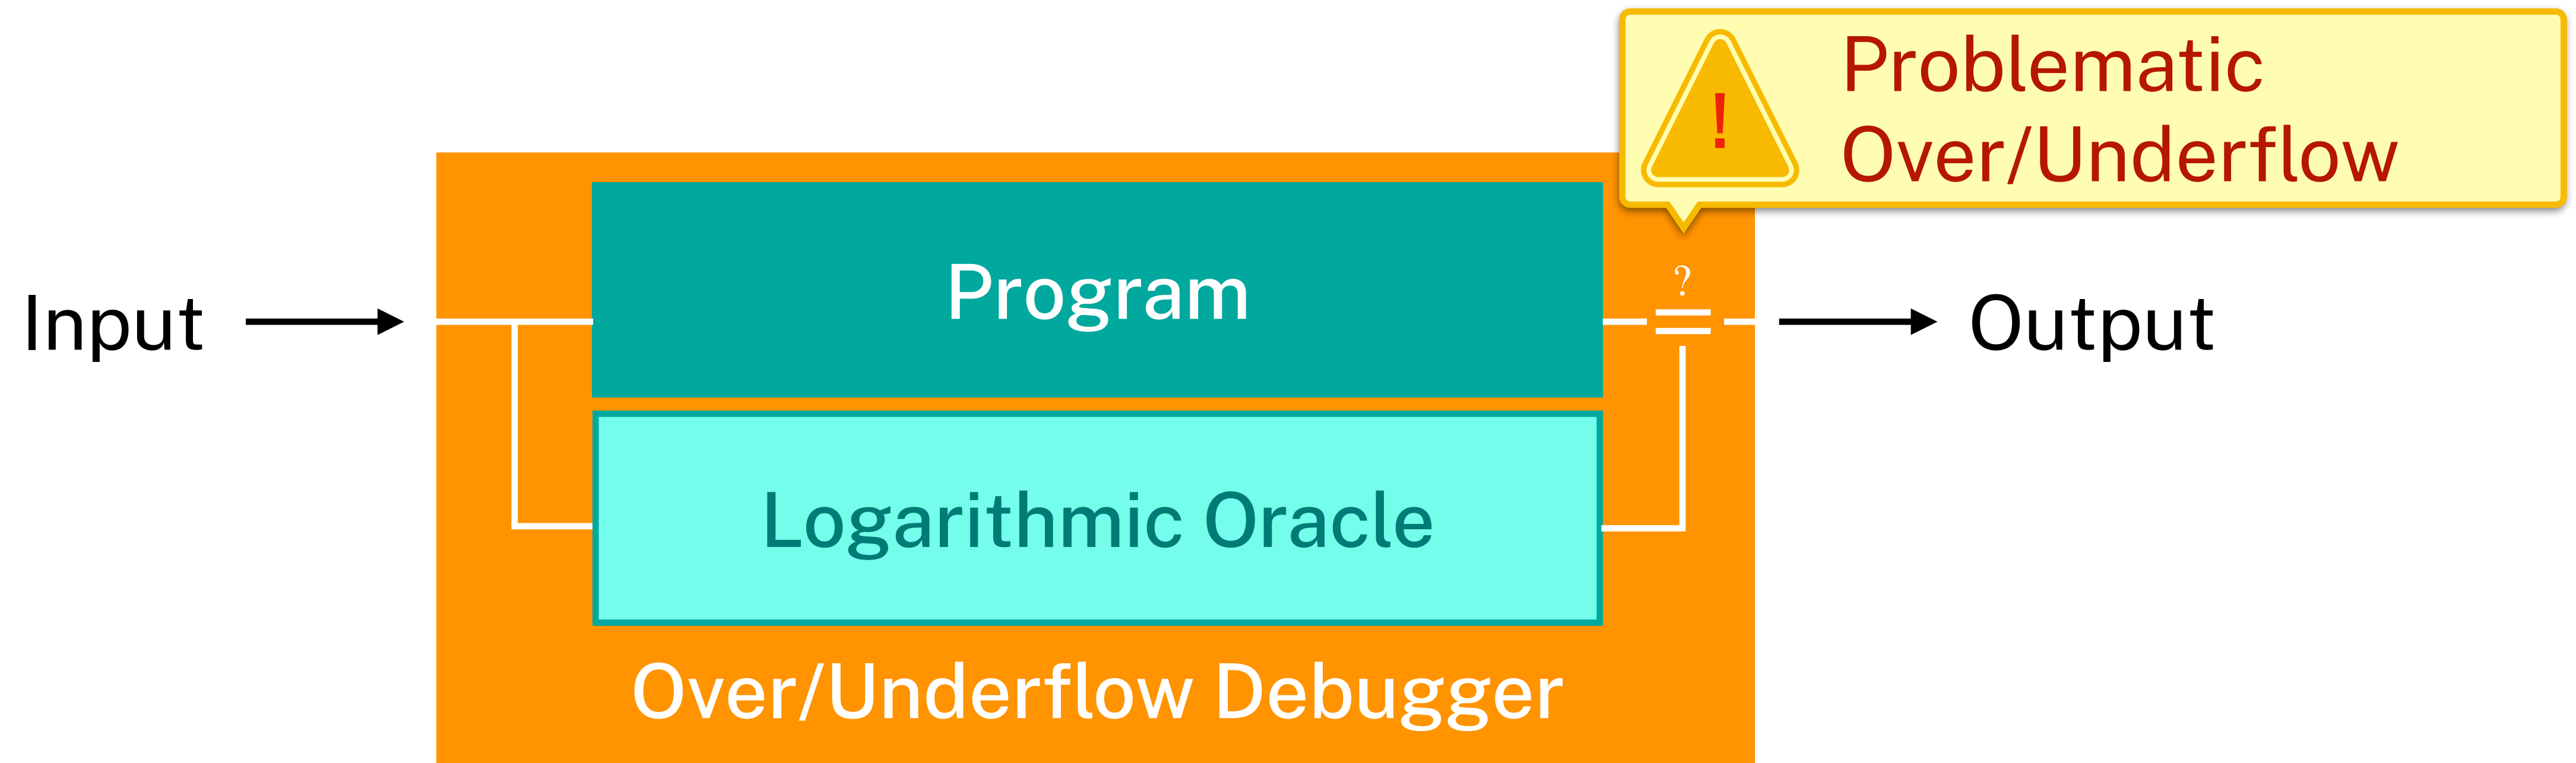 Problematic
Over/Underflow
!
Program
?
=
Input
Output
Logarithmic Oracle
Over/Underflow Debugger